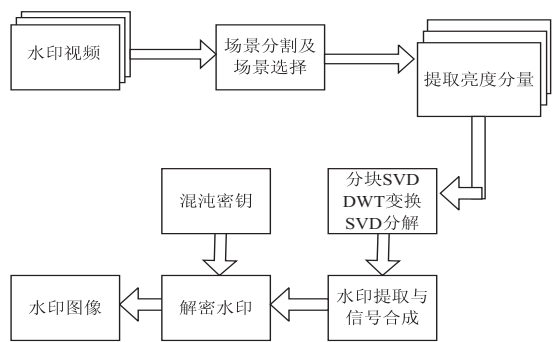 水印视频
场景分割及
场景选择
提取亮度分量
混沌密钥
分块SVD
DWT变换
SVD分解
水印图像
解密水印
水印提取与
信号合成